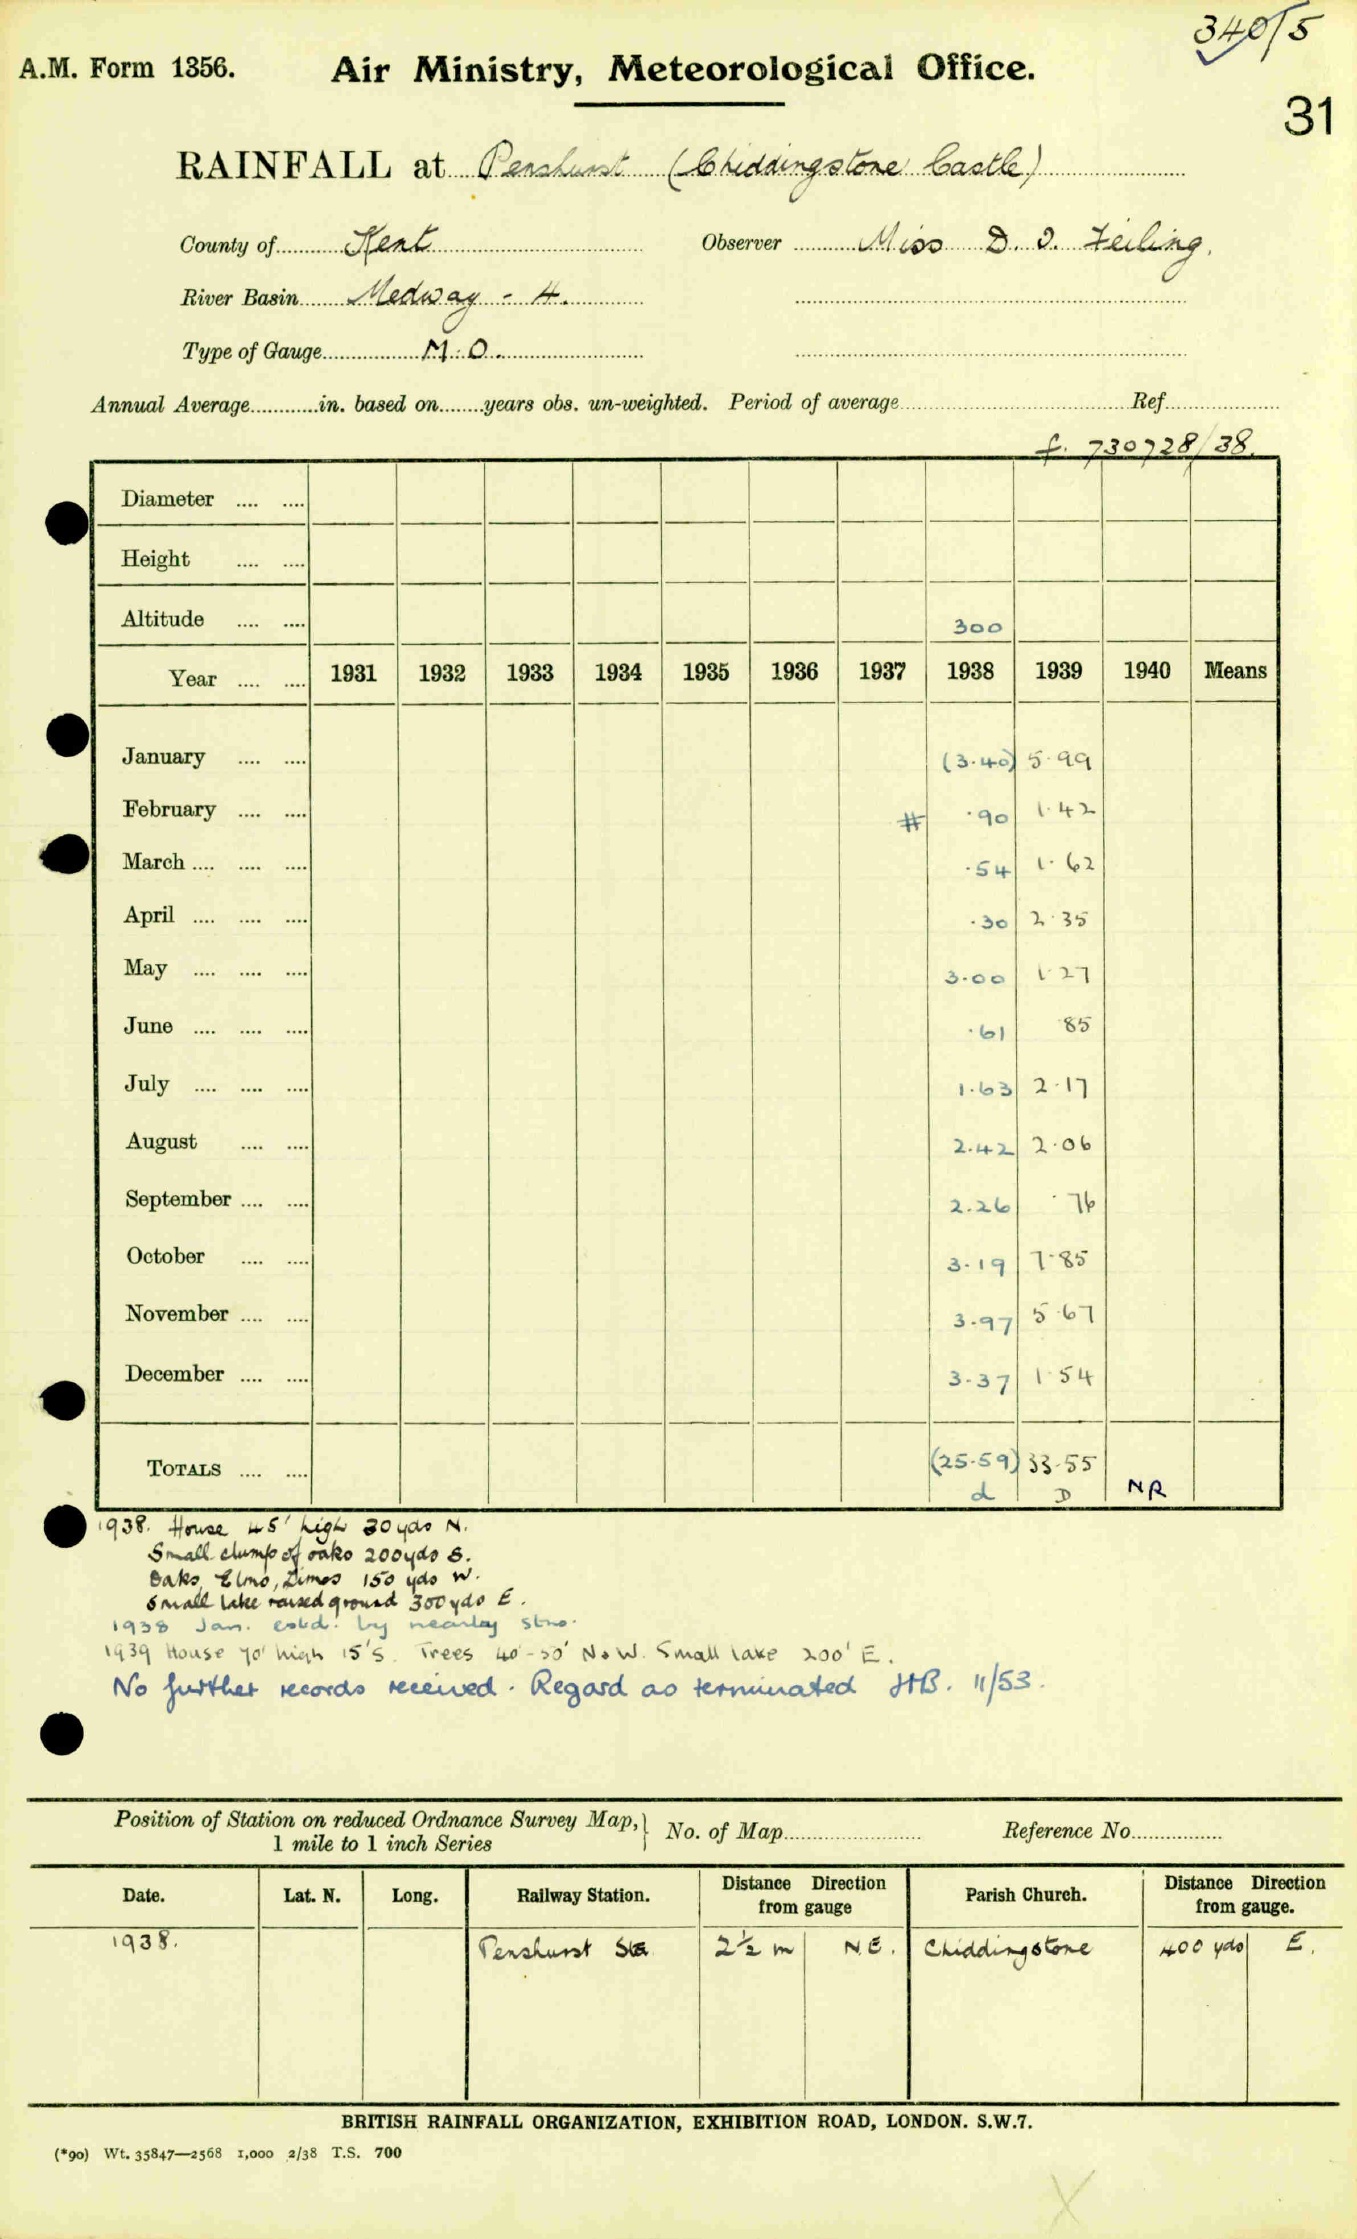 340/5
A.M. Form 1356. Air Ministry, Meteorological Office.
31
RAINFALL at Penshurst (Chiddingstone Castle)
County of Kent Observer Miss D. I. Feiling.
River Basin Medway - 4.
Type of Gauge M.O.
Annual Average in. based on years obs. un-weighted. Period of average Ref
f. 730728/38.
Diameter .... ....
Height .... ....
Altitude .... .... 300
Year .... .... 1931 1932 1933 1934 1935 1936 1937 1938 1939 1940 Means
January .... .... (3.40) 5.99
February .... .... # .90 1.42
March .... .... .... .54 1.62
April .... .... .... .30 2.35
May .... .... .... 3.00 1.27
June .... .... .... .61 .85
July .... .... .... 1.63 2.17
August .... .... 2.42 2.06
September .... .... 2.26 .76
October .... .... 3.19 7.85
November .... .... 3.97 5.67
December .... .... 3.37 1.54
TOTALS .... .... (25.59) 33.55
d D NR
1938. House 45' high 30 yds N.
Small clump of oaks 200yds S.
Oaks, Elms, Limes 150 yds W.
Small lake raised ground 300yds E.
1938 Jan. estd. by nearby stns.
1939 House 70' high 15'S. Trees 40'-50' N & W. Small lake 200' E.
No further records received. Regard as terminated HB. 11/53.
Position of Station on reduced Ordnance Survey Map, } No. of Map Reference No
1 mile to 1 inch Series
Date. Lat. N. Long. Railway Station. Distance from gauge Direction Parish Church. Distance from gauge. Direction
1938. Penshurst Sta 2½ m N.E. Chiddingstone 400 yds E.
BRITISH RAINFALL ORGANIZATION, EXHIBITION ROAD, LONDON. S.W.7.
(*90) Wt. 35847—2568 1,000 2/38 T.S. 700
X